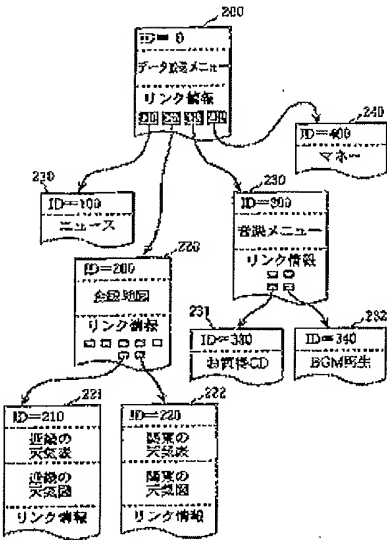 200
ID= 0
データ放送メニュー
リンク情報
240
ID=400
マネー
210
ID=100
ニュース
230
ID=300
音楽メニュー
リンク情報
220
ID=200
全国地図
リンク情報
231
ID=330
お買得CD
232
ID=340
BGM再生
221
ID=210
近畿の
天気表
近畿の
天気図
リンク情報
222
ID=220
関東の
天気表
関東の
天気図
リンク情報